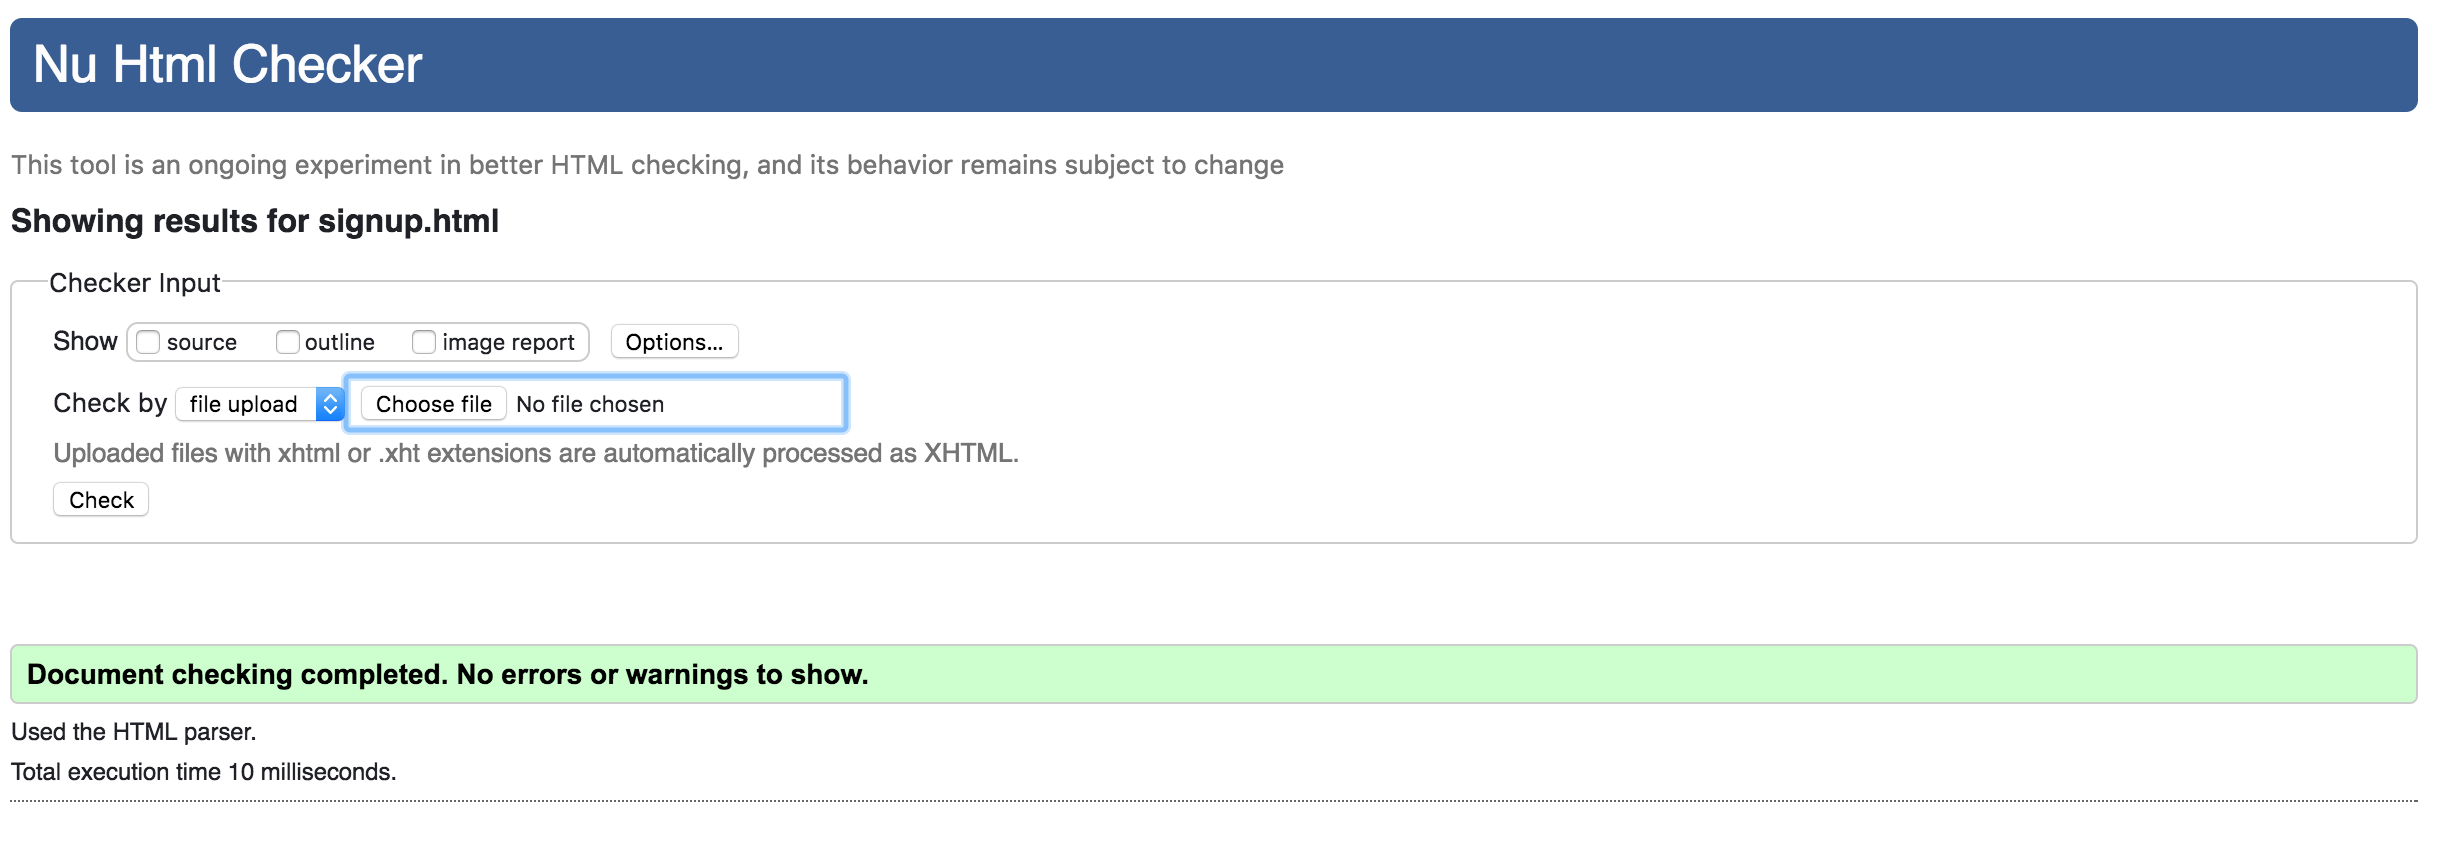 Nu Html Checker
This tool is an ongoing experiment in better HTML checking, and its behavior remains subject to change
Showing results for signup.html
Checker Input
Show source outline image report Options...
Check by file upload Choose file No file chosen
Uploaded files with xhtml or .xht extensions are automatically processed as XHTML.
Check
Document checking completed. No errors or warnings to show.
Used the HTML parser.
Total execution time 10 milliseconds.